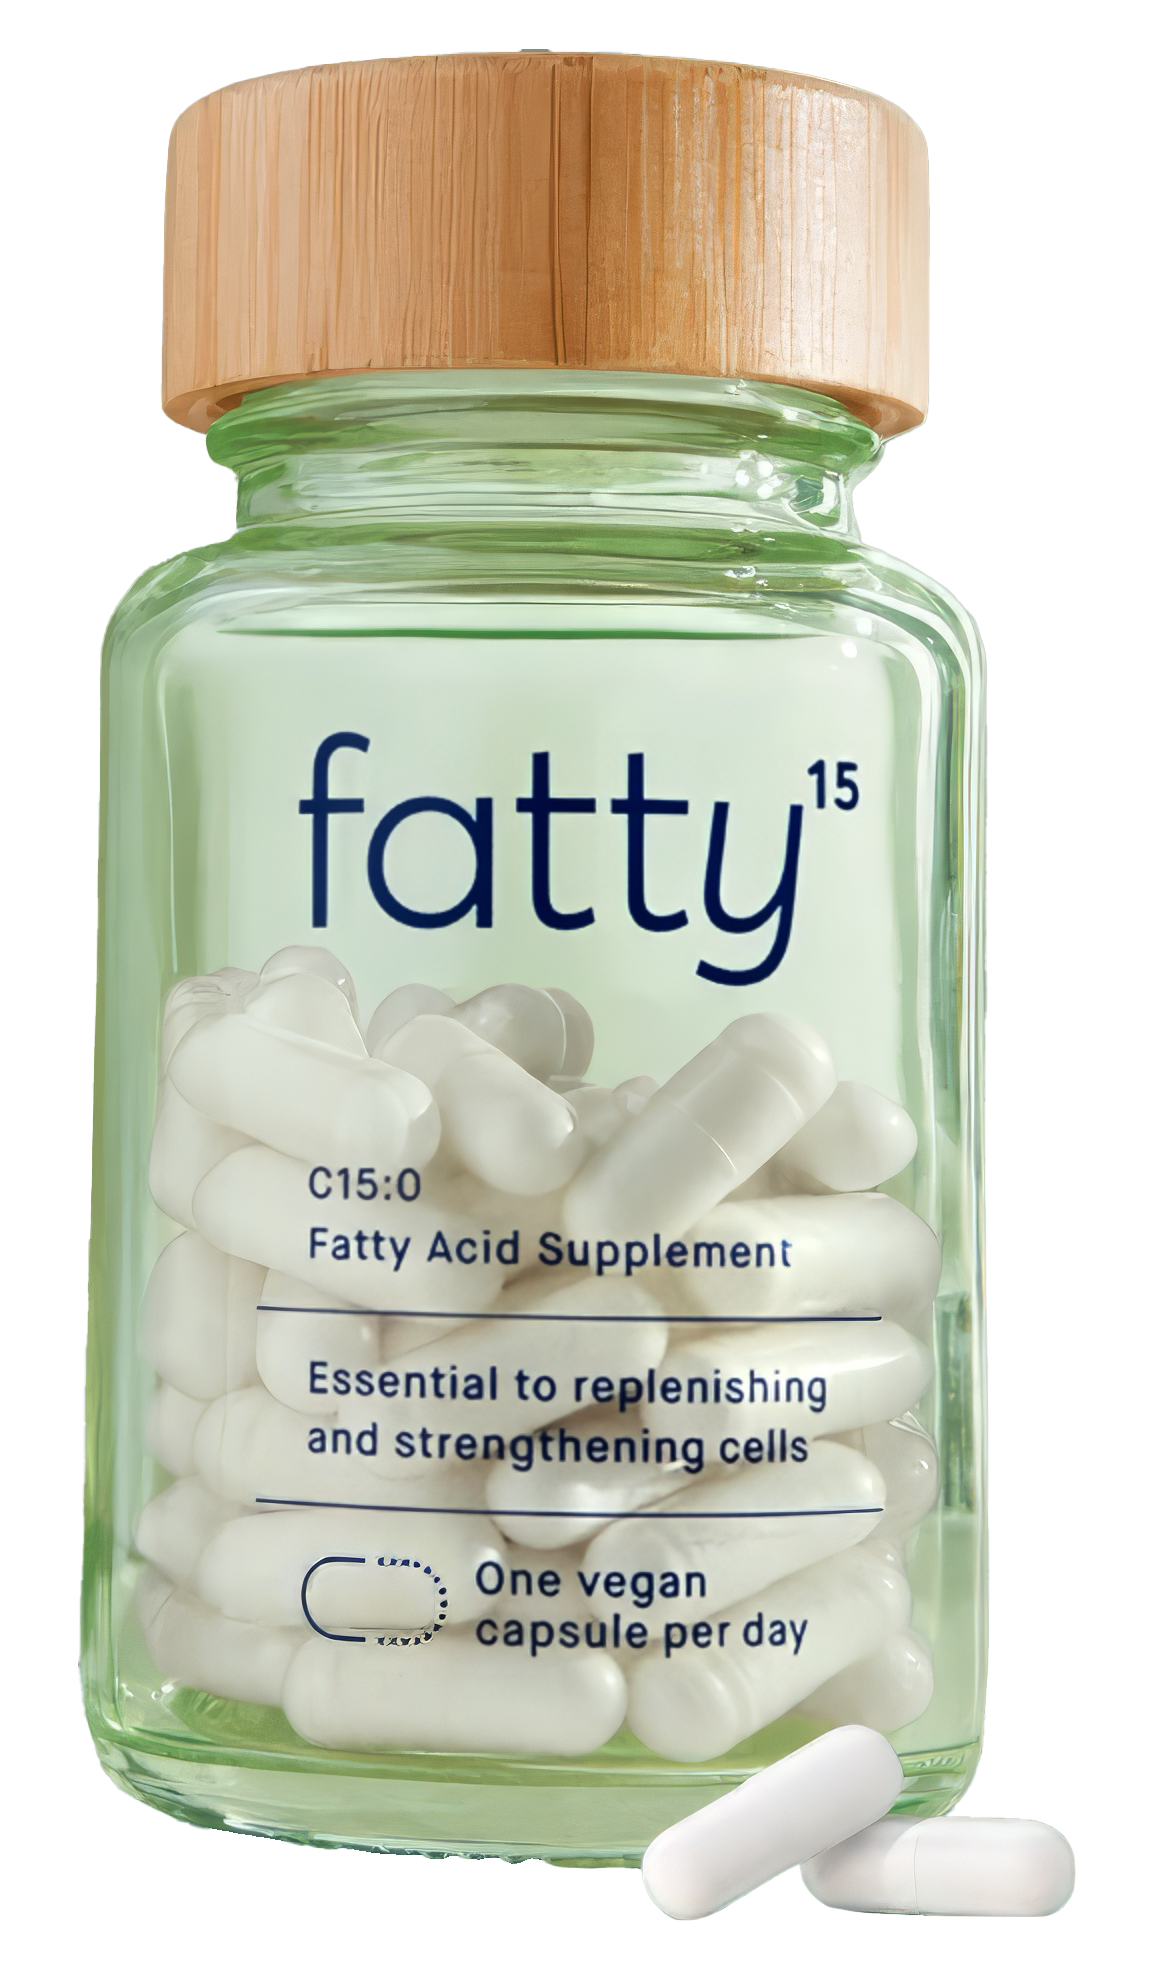 fatty15
C15:0
Fatty Acid Supplement
Essential to replenishing
and strengthening cells
One vegan
capsule per day